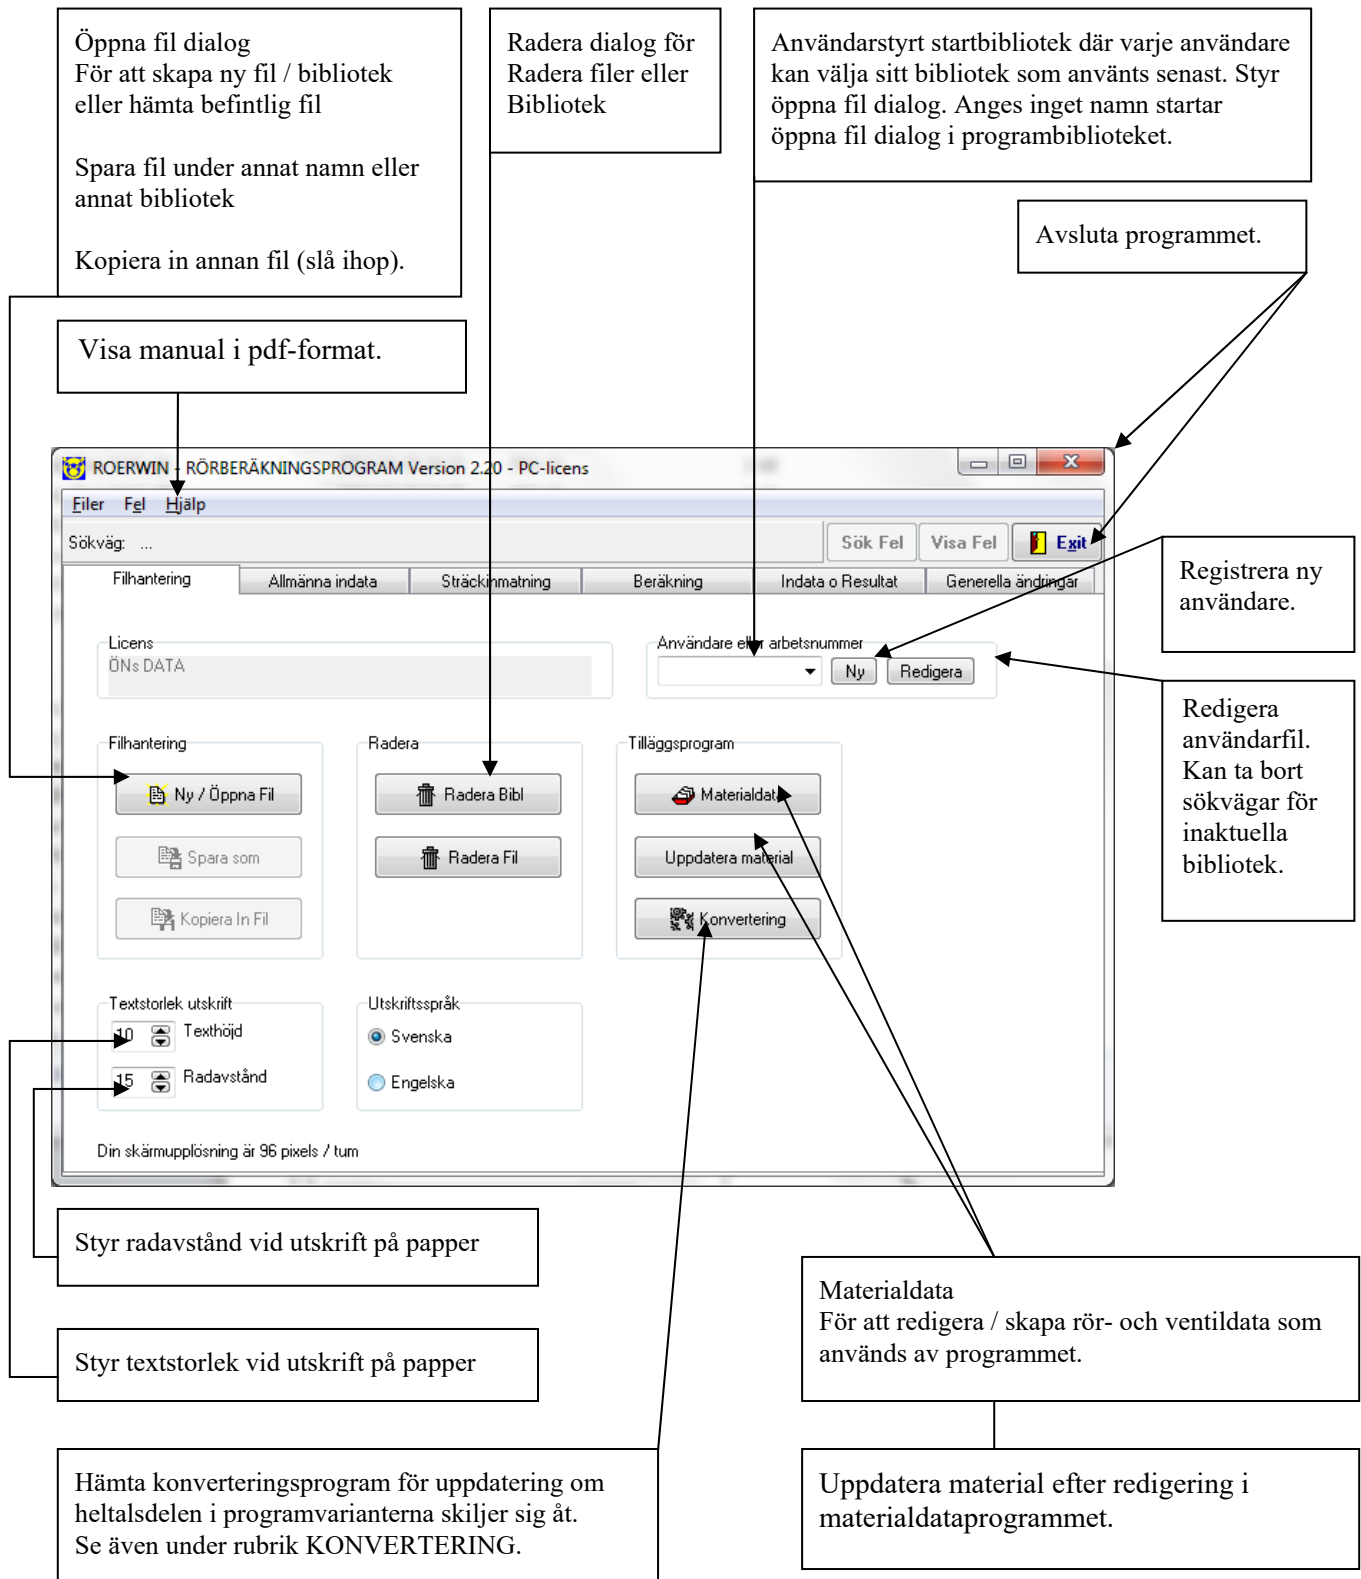 Öppna fil dialog
För att skapa ny fil / bibliotek
eller hämta befintlig fil
Spara fil under annat namn eller
annat bibliotek
Kopiera in annan fil (slå ihop).
Radera dialog för
Radera filer eller
Bibliotek
Användarstyrt startbibliotek där varje användare
kan välja sitt bibliotek som använts senast. Styr
öppna fil dialog. Anges inget namn startar
öppna fil dialog i programbiblioteket.
Avsluta programmet.
Visa manual i pdf-format.
ROERWIN - RÖRBERÄKNINGSPROGRAM Version 2.20 - PC-licens
Filer Fel Hjälp
Sökväg: ...
Sök Fel Visa Fel Exit
Filhantering Allmänna indata Sträckinmatning Beräkning Indata o Resultat Generella ändringar
Registrera ny
användare.
Licens
ÖNs DATA
Användare eller arbetsnummer
Ny Redigera
Redigera
användarfil.
Kan ta bort
sökvägar för
inaktuella
bibliotek.
Filhantering
Ny / Öppna Fil
Spara som
Kopiera In Fil
Radera
Radera Bibl
Radera Fil
Tilläggsprogram
Materialdata
Uppdatera material
Konvertering
Textstorlek utskrift
10 Texthöjd
15 Radavstånd
Utskriftsspråk
Svenska
Engelska
Din skärmupplösning är 96 pixels / tum
Styr radavstånd vid utskrift på papper
Styr textstorlek vid utskrift på papper
Materialdata
För att redigera / skapa rör- och ventildata som
används av programmet.
Hämta konverteringsprogram för uppdatering om
heltalsdelen i programvarianterna skiljer sig åt.
Se även under rubrik KONVERTERING.
Uppdatera material efter redigering i
materialdataprogrammet.